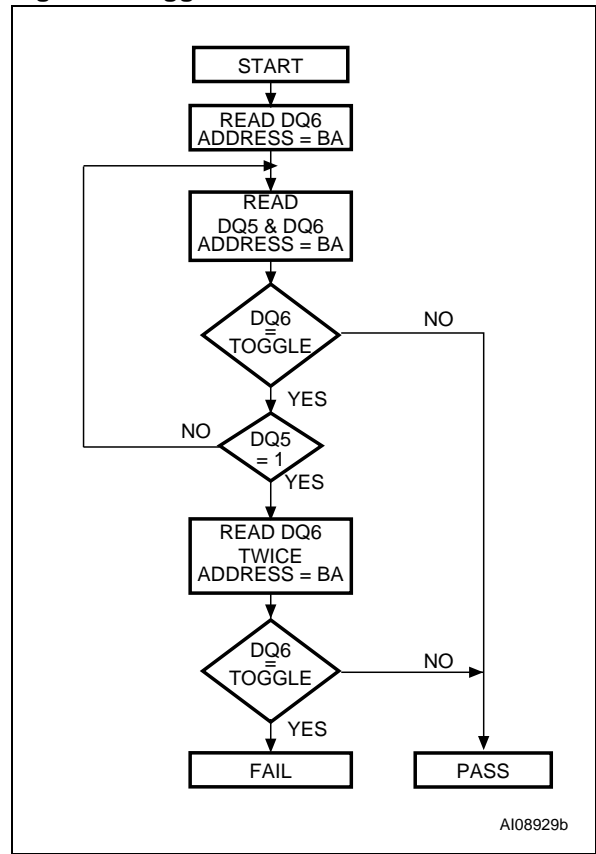 START
READ DQ6
ADDRESS = BA
READ
DQ5 & DQ6
ADDRESS = BA
DQ6
=
TOGGLE
NO
YES
NO
DQ5
= 1
YES
READ DQ6
TWICE
ADDRESS = BA
DQ6
=
TOGGLE
NO
YES
FAIL
PASS
AI08929b